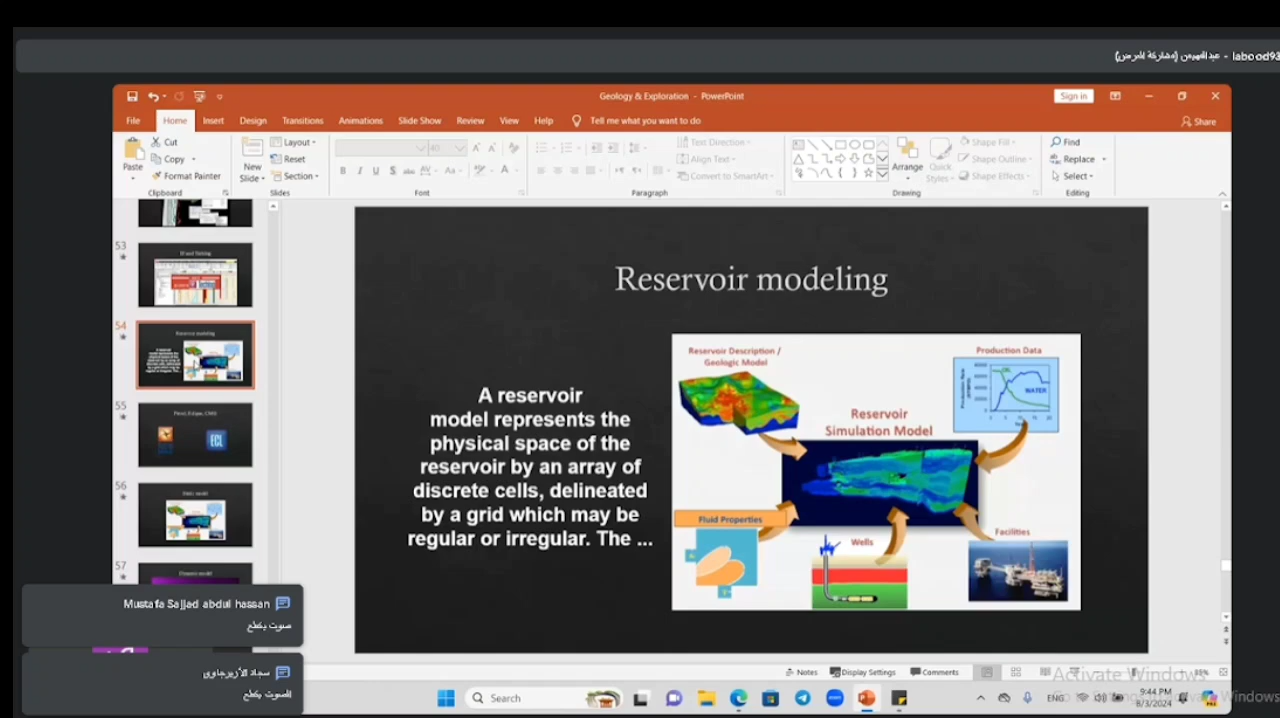 labood93 - عبدالمهيمن (مشاركة العرض)
Geology & Exploration - PowerPoint
Sign in
File Home Insert Design Transitions Animations Slide Show Review View Help Tell me what you want to do
Share
Paste
Cut
Copy
Format Painter
Clipboard
New
Slide
Layout
Reset
Section
Slides
40
Font
Paragraph
Text Direction
Align Text
Convert to SmartArt
Arrange
Quick
Styles
Shape Fill
Shape Outline
Shape Effects
Drawing
Find
Replace
Select
Editing
53
54
Reservoir modeling
55
56
57
Reservoir modeling
A reservoir
model represents the
physical space of the
reservoir by an array of
discrete cells, delineated
by a grid which may be
regular or irregular. The ...
Reservoir Description /
Geologic Model
Production Data
WATER
Reservoir
Simulation Model
Fluid Properties
Wells
Facilities
Mustafa Sajjad abdul hassan
صوت يكطع
سجاد الأزيرجاوي
الصوت يكطع
Notes Display Settings Comments
Activate Windows
Search
ENG
9:44 PM
8/3/2024